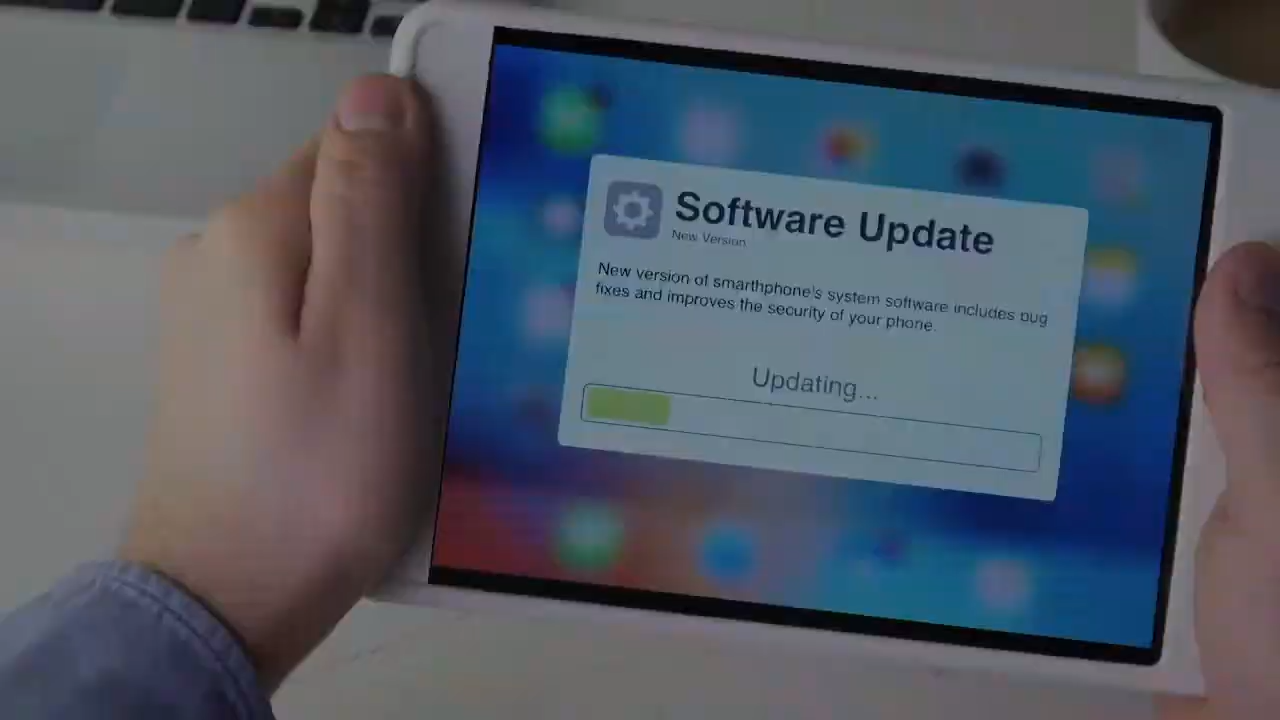 Software Update
New Version
New version of smarthphone's system software includes bug
fixes and improves the security of your phone.
Updating...